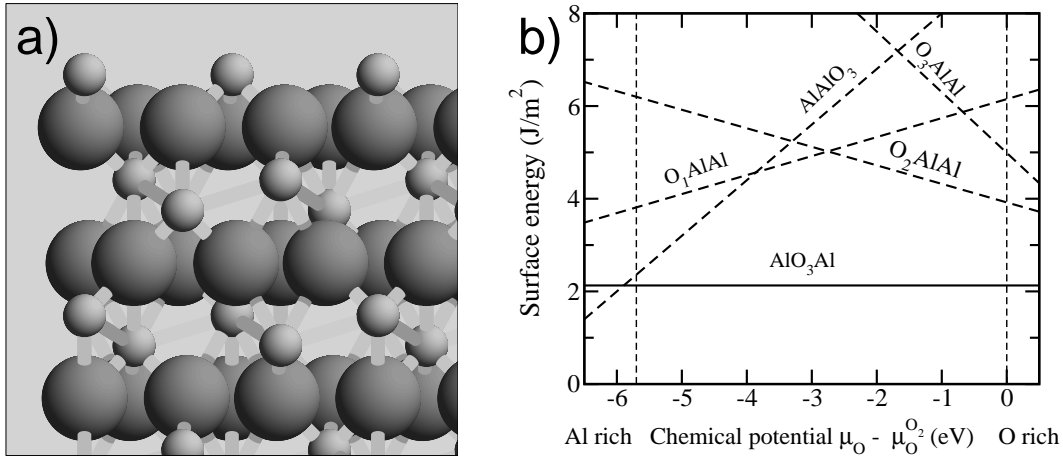 a)
b)
Surface energy (J/m²)
8
6
4
2
0
AlAlO₃
O₃AlAl
O₁AlAl
O₂AlAl
AlO₃Al
-6 -5 -4 -3 -2 -1 0
Al rich Chemical potential μ_O - μ_O^O₂ (eV) O rich